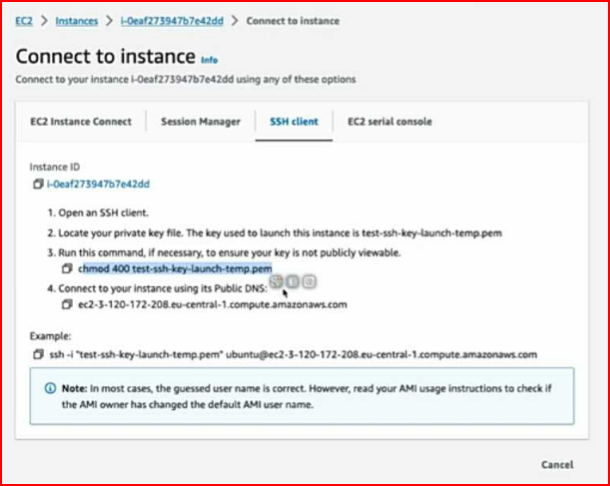 EC2 > Instances > i-0eaf273947b7e42dd > Connect to instance
Connect to instance Info
Connect to your instance i-0eaf273947b7e42dd using any of these options
EC2 Instance Connect Session Manager SSH client EC2 serial console
Instance ID
i-0eaf273947b7e42dd
1. Open an SSH client.
2. Locate your private key file. The key used to launch this instance is test-ssh-key-launch-temp.pem
3. Run this command, if necessary, to ensure your key is not publicly viewable.
chmod 400 test-ssh-key-launch-temp.pem
4. Connect to your instance using its Public DNS:
ec2-3-120-172-208.eu-central-1.compute.amazonaws.com
Example:
ssh -i "test-ssh-key-launch-temp.pem" ubuntu@ec2-3-120-172-208.eu-central-1.compute.amazonaws.com
Note: In most cases, the guessed user name is correct. However, read your AMI usage instructions to check if
the AMI owner has changed the default AMI user name.
Cancel